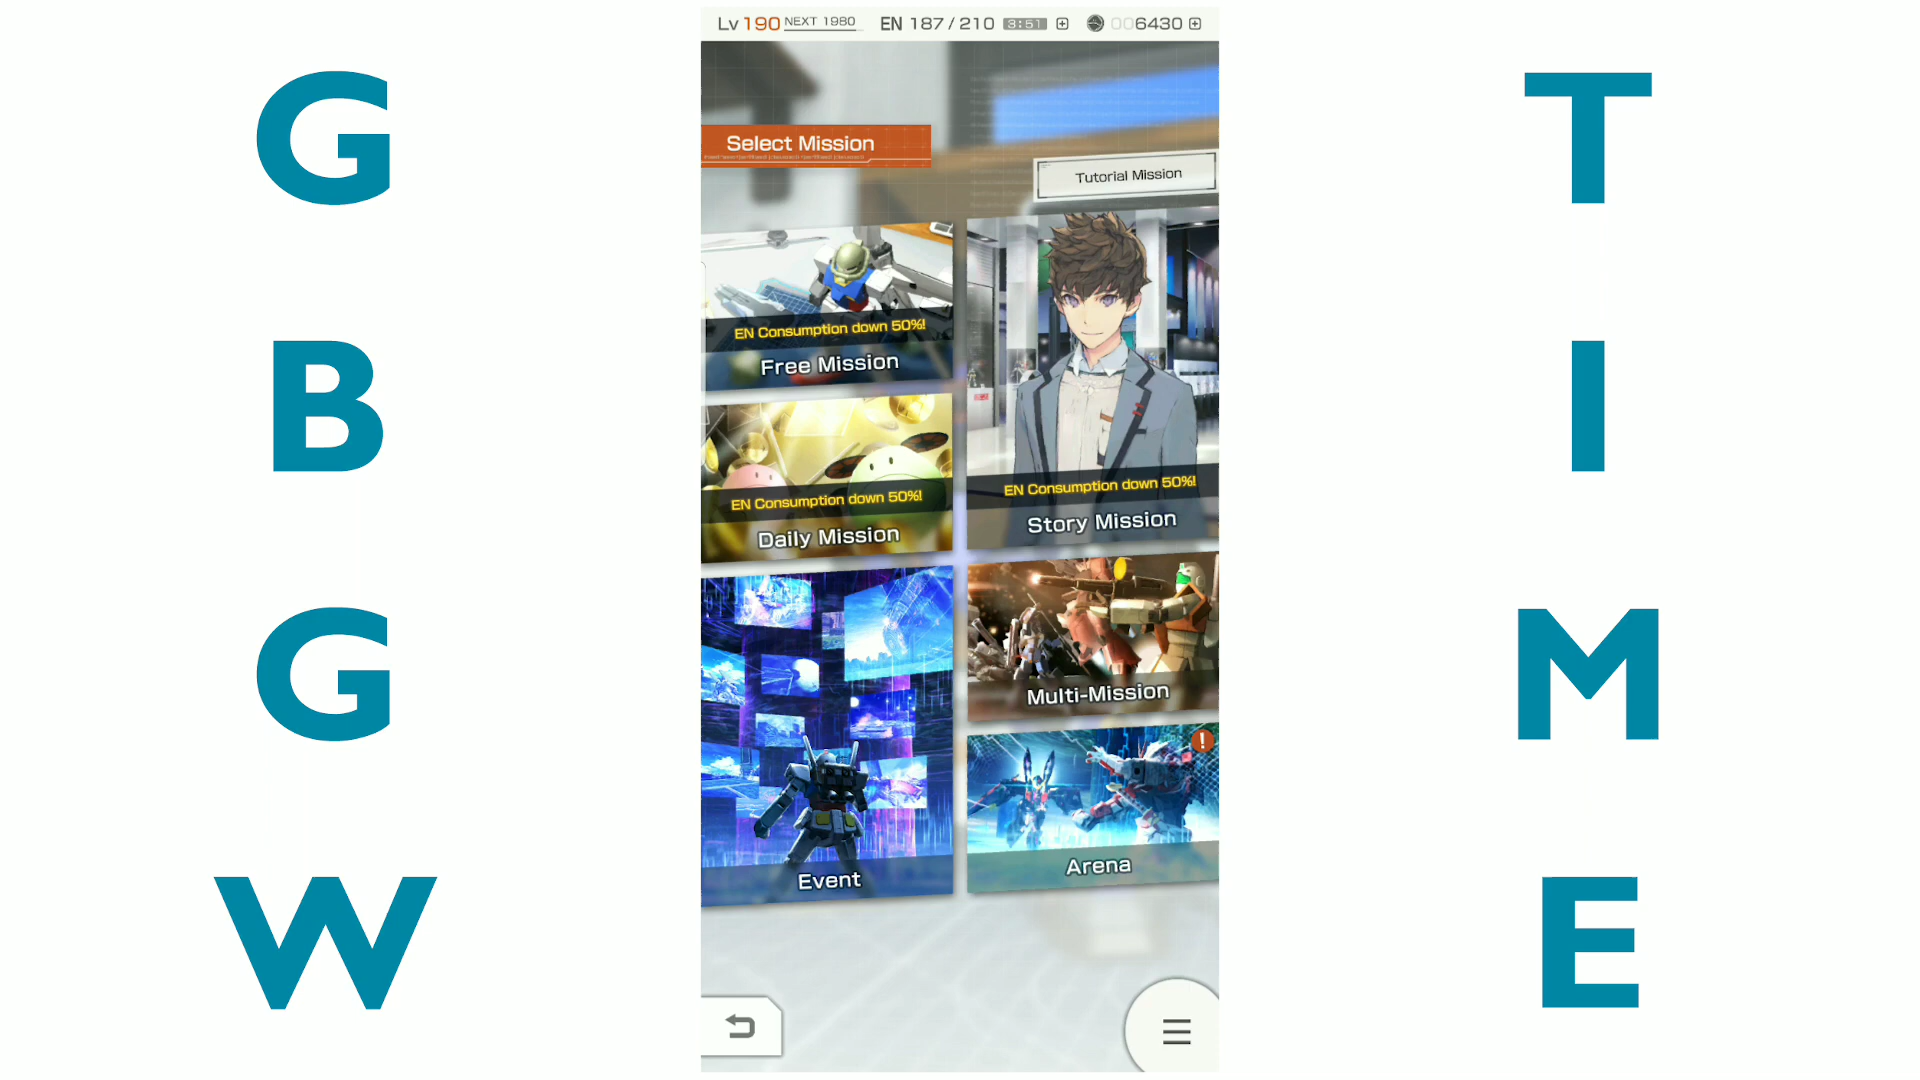 G
B
G
W
Lv 190 NEXT 1980 EN 187/210 3:51 006430
Select Mission
Tutorial Mission
EN Consumption down 50%!
Free Mission
EN Consumption down 50%!
Daily Mission
EN Consumption down 50%!
Story Mission
Event
Multi-Mission
!
Arena
T
I
M
E